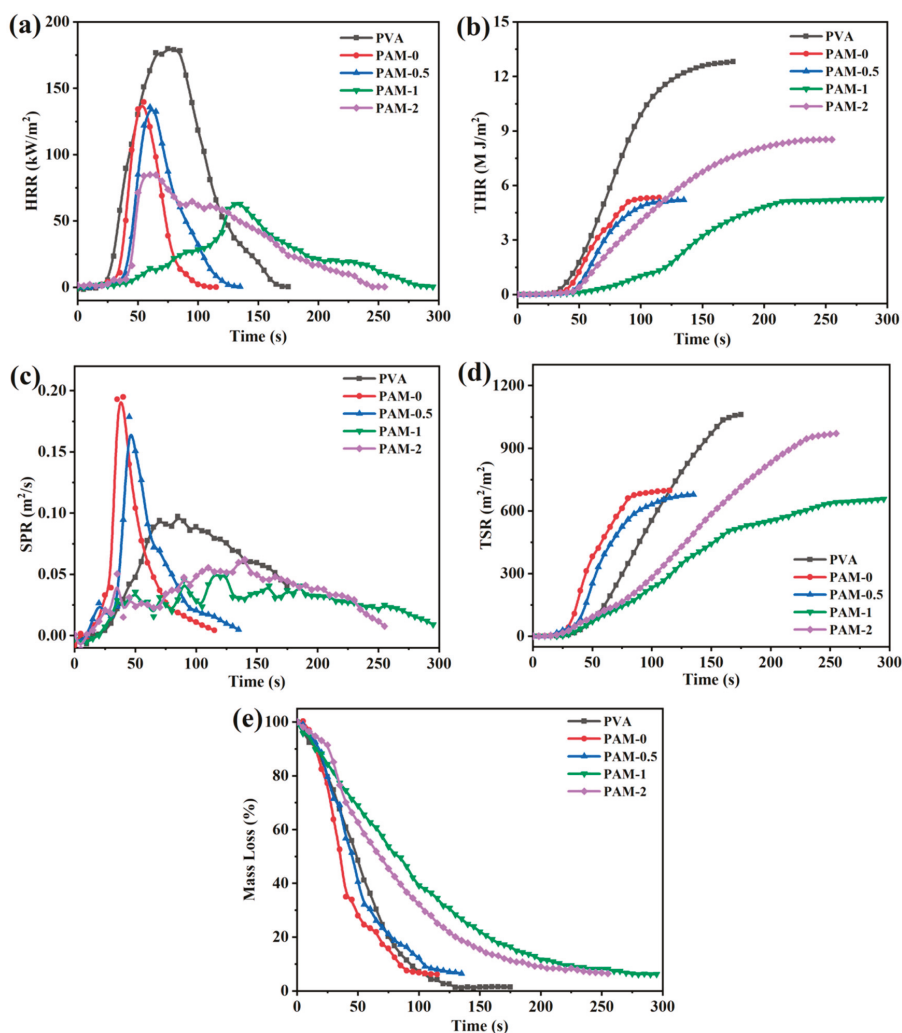 (a)
200
150
100
50
0
HRR (kW/m²)
PVA
PAM-0
PAM-0.5
PAM-1
PAM-2
0 50 100 150 200 250 300
Time (s)
(b)
15
12
9
6
3
0
THR (M J/m²)
PVA
PAM-0
PAM-0.5
PAM-1
PAM-2
0 50 100 150 200 250 300
Time (s)
(c)
0.20
0.15
0.10
0.05
0.00
SPR (m²/s)
PVA
PAM-0
PAM-0.5
PAM-1
PAM-2
0 50 100 150 200 250 300
Time (s)
(d)
1200
900
600
300
0
TSR (m²/m²)
PVA
PAM-0
PAM-0.5
PAM-1
PAM-2
0 50 100 150 200 250 300
Time (s)
(e)
100
80
60
40
20
0
Mass Loss (%)
PVA
PAM-0
PAM-0.5
PAM-1
PAM-2
0 50 100 150 200 250 300
Time (s)